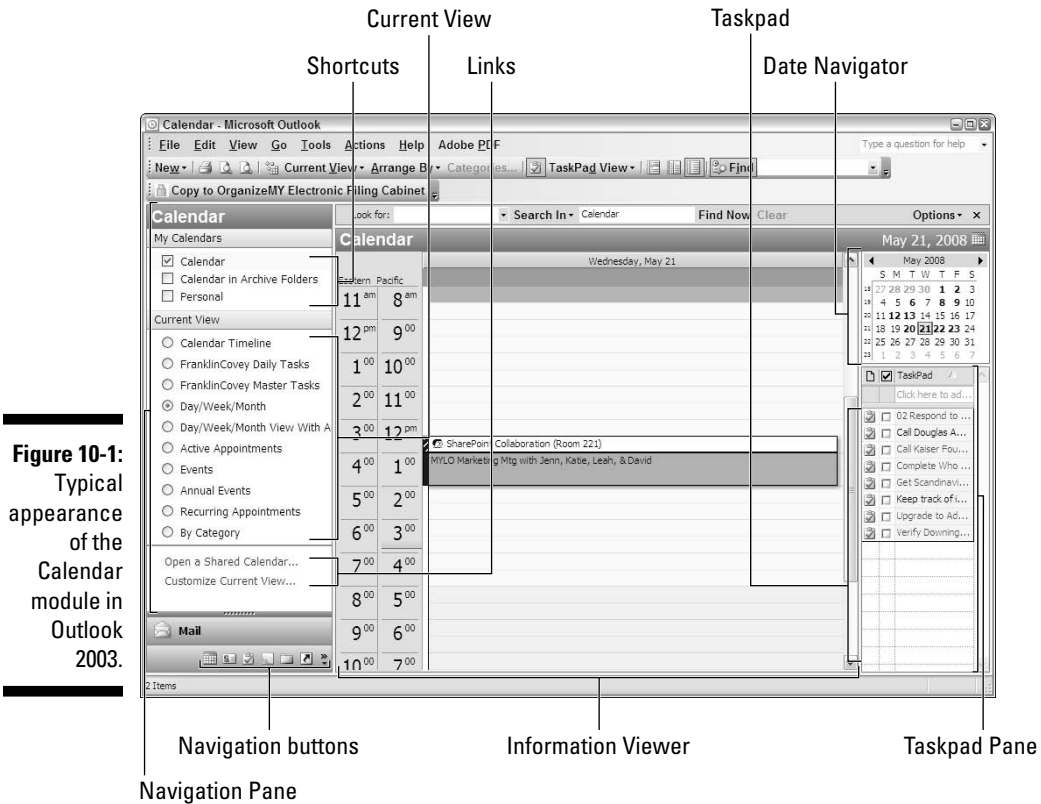 Current View
Taskpad
Shortcuts
Links
Date Navigator
Calendar - Microsoft Outlook
File Edit View Go Tools Actions Help Adobe PDF
Type a question for help
New Current View Arrange By Categories... TaskPad View Find
Copy to OrganizeMY Electronic Filing Cabinet
Calendar
Look for: Search In Calendar Find Now Clear Options
My Calendars
Calendar
Calendar in Archive Folders
Personal
Current View
Calendar Timeline
FranklinCovey Daily Tasks
FranklinCovey Master Tasks
Day/Week/Month
Day/Week/Month View With A
Active Appointments
Events
Annual Events
Recurring Appointments
By Category
Open a Shared Calendar...
Customize Current View...
Mail
2 Items
Calendar May 21, 2008
Wednesday, May 21
Eastern Pacific
11 am 8 am
12 pm 9 00
1 00 10 00
2 00 11 00
3 00 12 pm
4 00 1 00
5 00 2 00
6 00 3 00
7 00 4 00
8 00 5 00
9 00 6 00
10 00 7 00
SharePoint Collaboration (Room 221)
MYLO Marketing Mtg with Jenn, Katie, Leah, & David
May 2008
S M T W T F S
18 27 28 29 30 1 2 3
19 4 5 6 7 8 9 10
20 11 12 13 14 15 16 17
21 18 19 20 21 22 23 24
22 25 26 27 28 29 30 31
23 1 2 3 4 5 6 7
TaskPad
Click here to ad...
02 Respond to ...
Call Douglas A...
Call Kaiser Fou...
Complete Who ...
Get Scandinavi...
Keep track of i...
Upgrade to Ad...
Verify Downing...
Figure 10-1:
Typical
appearance
of the
Calendar
module in
Outlook
2003.
Navigation buttons
Information Viewer
Taskpad Pane
Navigation Pane